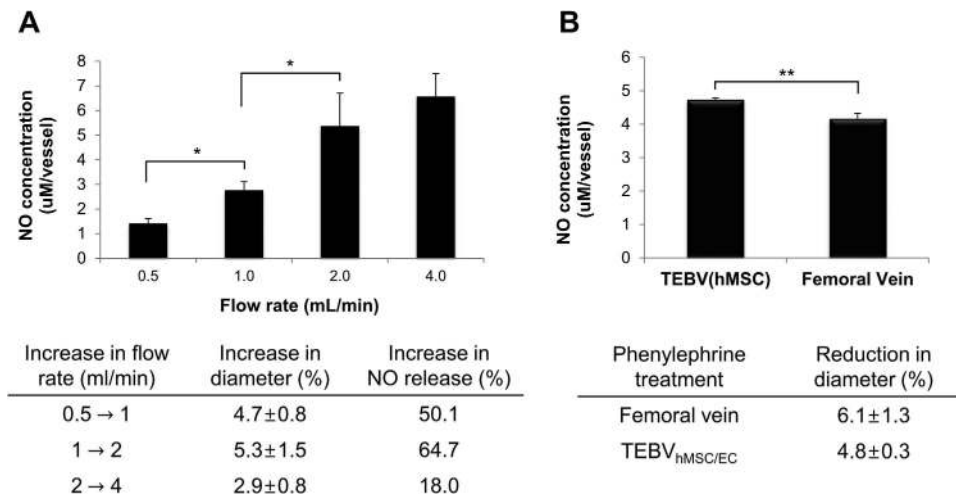 A
NO concentration
(uM/vessel)
8
7
6
5
4
3
2
1
0
*
*
0.5 1.0 2.0 4.0
Flow rate (mL/min)
Increase in flow rate (ml/min) Increase in diameter (%) Increase in NO release (%)
0.5 → 1 4.7±0.8 50.1
1 → 2 5.3±1.5 64.7
2 → 4 2.9±0.8 18.0
B
NO concentration
(uM/vessel)
6
5
4
3
2
1
0
**
TEBV(hMSC) Femoral Vein
Phenylephrine treatment Reduction in diameter (%)
Femoral vein 6.1±1.3
TEBVhMSC/EC 4.8±0.3